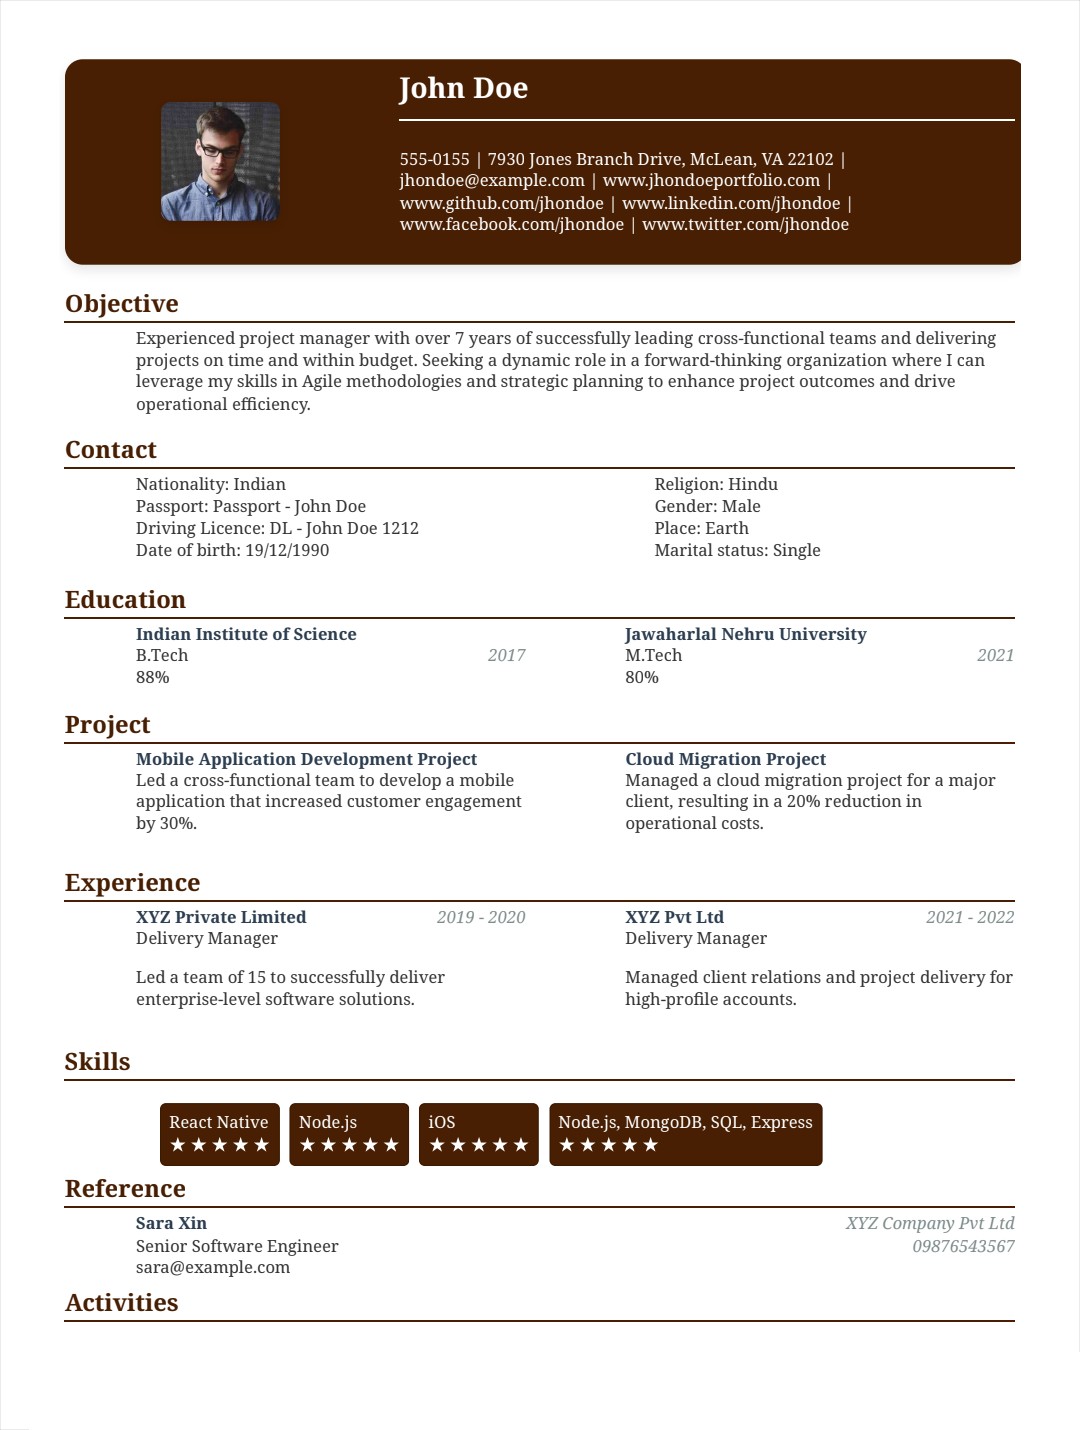 John Doe
555-0155 | 7930 Jones Branch Drive, McLean, VA 22102 |
jhondoe@example.com | www.jhondoeportfolio.com |
www.github.com/jhondoe | www.linkedin.com/jhondoe |
www.facebook.com/jhondoe | www.twitter.com/jhondoe
Objective
Experienced project manager with over 7 years of successfully leading cross-functional teams and delivering
projects on time and within budget. Seeking a dynamic role in a forward-thinking organization where I can
leverage my skills in Agile methodologies and strategic planning to enhance project outcomes and drive
operational efficiency.
Contact
Nationality: Indian
Passport: Passport - John Doe
Driving Licence: DL - John Doe 1212
Date of birth: 19/12/1990
Religion: Hindu
Gender: Male
Place: Earth
Marital status: Single
Education
Indian Institute of Science
B.Tech 2017
88%
Jawaharlal Nehru University
M.Tech 2021
80%
Project
Mobile Application Development Project
Led a cross-functional team to develop a mobile
application that increased customer engagement
by 30%.
Cloud Migration Project
Managed a cloud migration project for a major
client, resulting in a 20% reduction in
operational costs.
Experience
XYZ Private Limited 2019 - 2020
Delivery Manager
Led a team of 15 to successfully deliver
enterprise-level software solutions.
XYZ Pvt Ltd 2021 - 2022
Delivery Manager
Managed client relations and project delivery for
high-profile accounts.
Skills
React Native
★★★★★
Node.js
★★★★★
iOS
★★★★★
Node.js, MongoDB, SQL, Express
★★★★★
Reference
Sara Xin XYZ Company Pvt Ltd
Senior Software Engineer 09876543567
sara@example.com
Activities